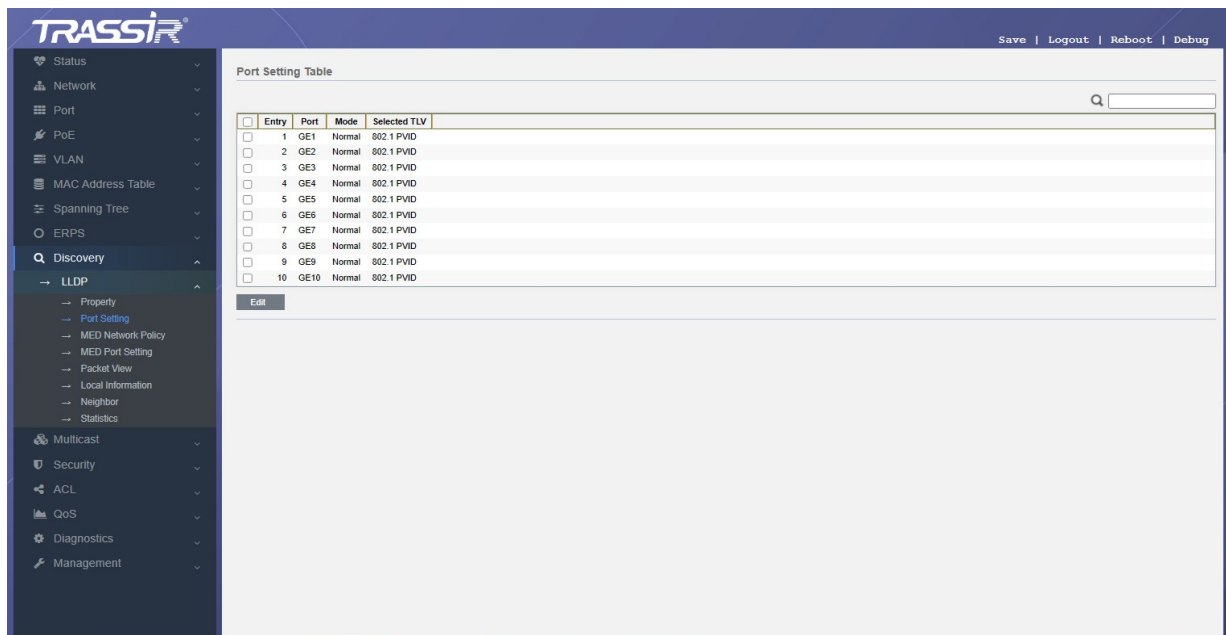 TRASSIR®
Save | Logout | Reboot | Debug
Status
Network
Port
PoE
VLAN
MAC Address Table
Spanning Tree
ERPS
Discovery
→ LLDP
→ Property
→ Port Setting
→ MED Network Policy
→ MED Port Setting
→ Packet View
→ Local Information
→ Neighbor
→ Statistics
Multicast
Security
ACL
QoS
Diagnostics
Management
Port Setting Table
Entry Port Mode Selected TLV
1 GE1 Normal 802.1 PVID
2 GE2 Normal 802.1 PVID
3 GE3 Normal 802.1 PVID
4 GE4 Normal 802.1 PVID
5 GE5 Normal 802.1 PVID
6 GE6 Normal 802.1 PVID
7 GE7 Normal 802.1 PVID
8 GE8 Normal 802.1 PVID
9 GE9 Normal 802.1 PVID
10 GE10 Normal 802.1 PVID
Edit